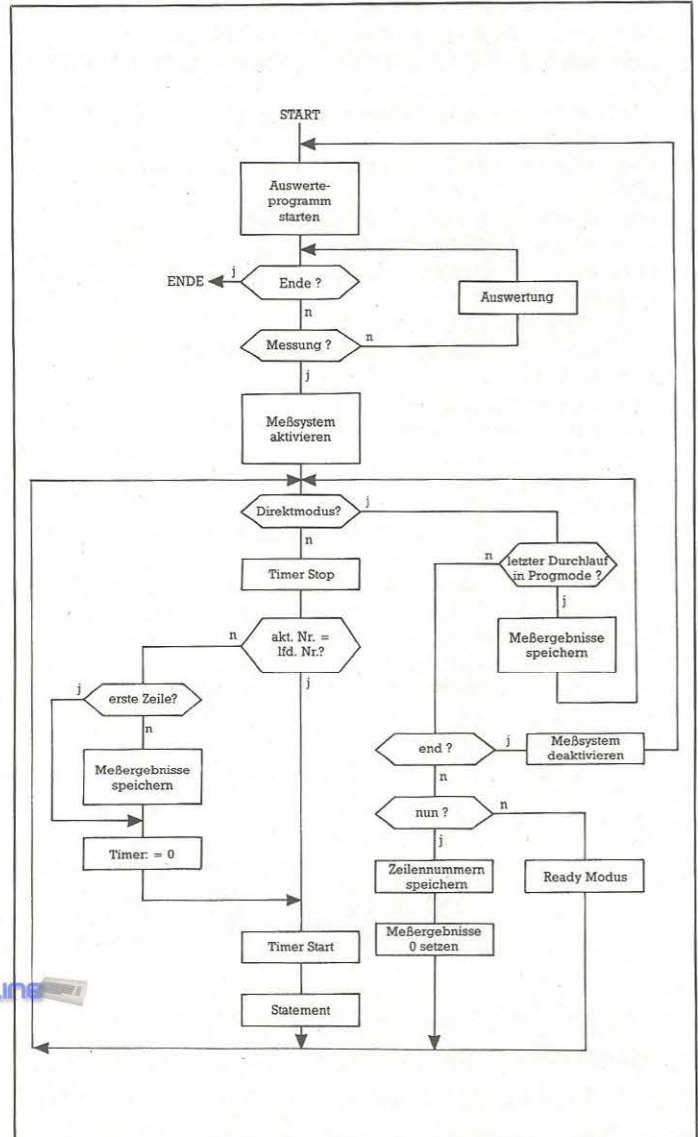 START
Auswerte-
programm
starten
ENDE
j
Ende ?
n
Auswertung
Messung ?
n
j
Meßsystem
aktivieren
Direktmodus?
j
n
Timer Stop
n
letzter Durchlauf
in Progmode ?
j
Meßergebnisse
speichern
n
akt. Nr. =
lfd. Nr.?
j
j
erste Zeile?
n
Meßergebnisse
speichern
Timer: = 0
end ?
j
Meßsystem
deaktivieren
n
nun ?
n
j
Zeilennummern
speichern
Ready Modus
Meßergebnisse
0 setzen
Timer Start
Statement